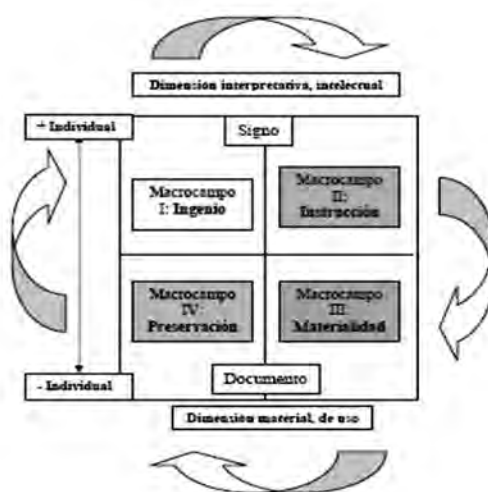 Dimensión interpretativa, intelectual
+ Individual
Signo
Macrocampo
I: Ingenio
Macrocampo
II:
Instrucción
Macrocampo
IV:
Preservación
Macrocampo
III:
Materialidad
Documento
- Individual
Dimensión material, de uso